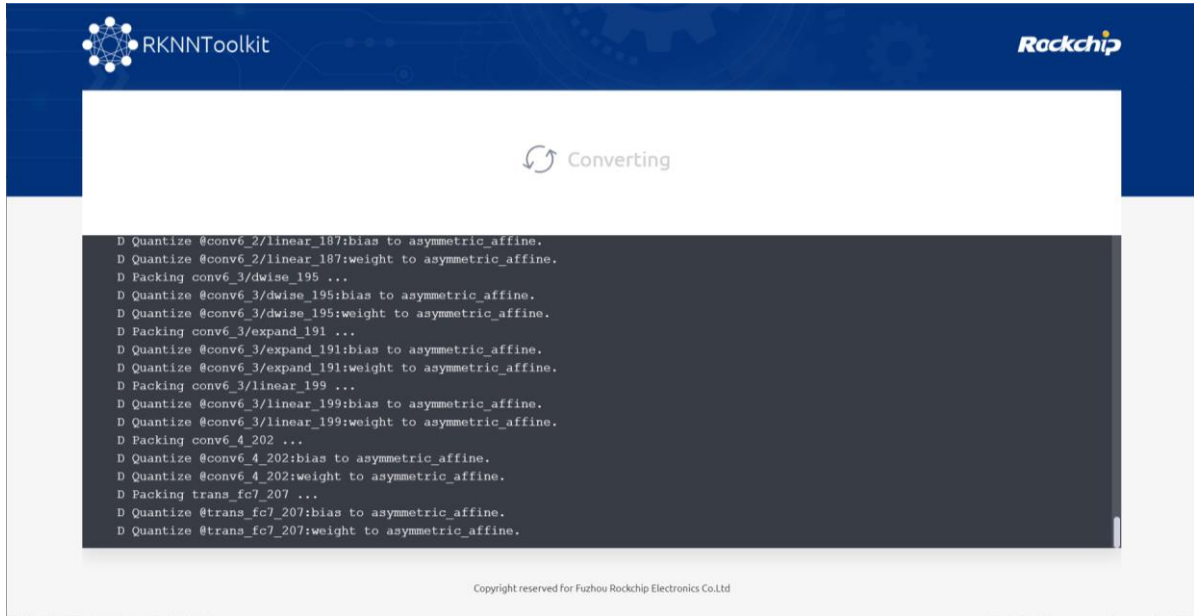 RKNNToolkit
Rockchip
Converting
D Quantize @conv6_2/linear_187:bias to asymmetric_affine.
D Quantize @conv6_2/linear_187:weight to asymmetric_affine.
D Packing conv6_3/dwise_195 ...
D Quantize @conv6_3/dwise_195:bias to asymmetric_affine.
D Quantize @conv6_3/dwise_195:weight to asymmetric_affine.
D Packing conv6_3/expand_191 ...
D Quantize @conv6_3/expand_191:bias to asymmetric_affine.
D Quantize @conv6_3/expand_191:weight to asymmetric_affine.
D Packing conv6_3/linear_199 ...
D Quantize @conv6_3/linear_199:bias to asymmetric_affine.
D Quantize @conv6_3/linear_199:weight to asymmetric_affine.
D Packing conv6_4_202 ...
D Quantize @conv6_4_202:bias to asymmetric_affine.
D Quantize @conv6_4_202:weight to asymmetric_affine.
D Packing trans_fc7_207 ...
D Quantize @trans_fc7_207:bias to asymmetric_affine.
D Quantize @trans_fc7_207:weight to asymmetric_affine.
Copyright reserved for Fuzhou Rockchip Electronics Co.Ltd